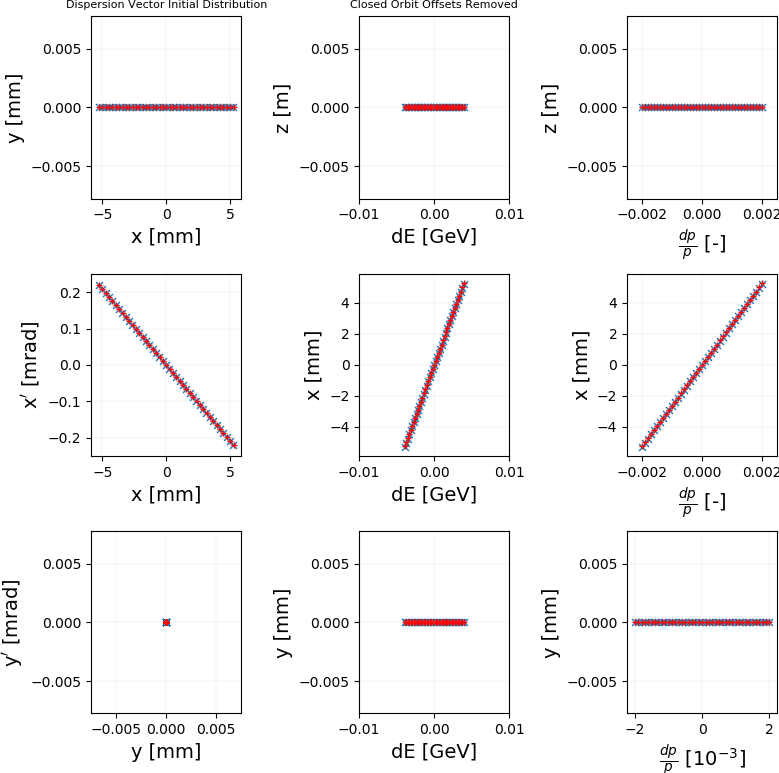 Dispersion Vector Initial Distribution
Closed Orbit Offsets Removed
0.005
0.000
−0.005
y [mm]
−5 0 5
x [mm]
0.005
0.000
−0.005
z [m]
−0.01 0.00 0.01
dE [GeV]
0.005
0.000
−0.005
z [m]
−0.002 0.000 0.002
dp/p [-]
0.2
0.1
0.0
−0.1
−0.2
x′ [mrad]
−5 0 5
x [mm]
4
2
0
−2
−4
x [mm]
−0.01 0.00 0.01
dE [GeV]
4
2
0
−2
−4
x [mm]
−0.002 0.000 0.002
dp/p [-]
0.005
0.000
−0.005
y′ [mrad]
−0.005 0.000 0.005
y [mm]
0.005
0.000
−0.005
y [mm]
−0.01 0.00 0.01
dE [GeV]
0.005
0.000
−0.005
y [mm]
−2 0 2
dp/p [10⁻³]